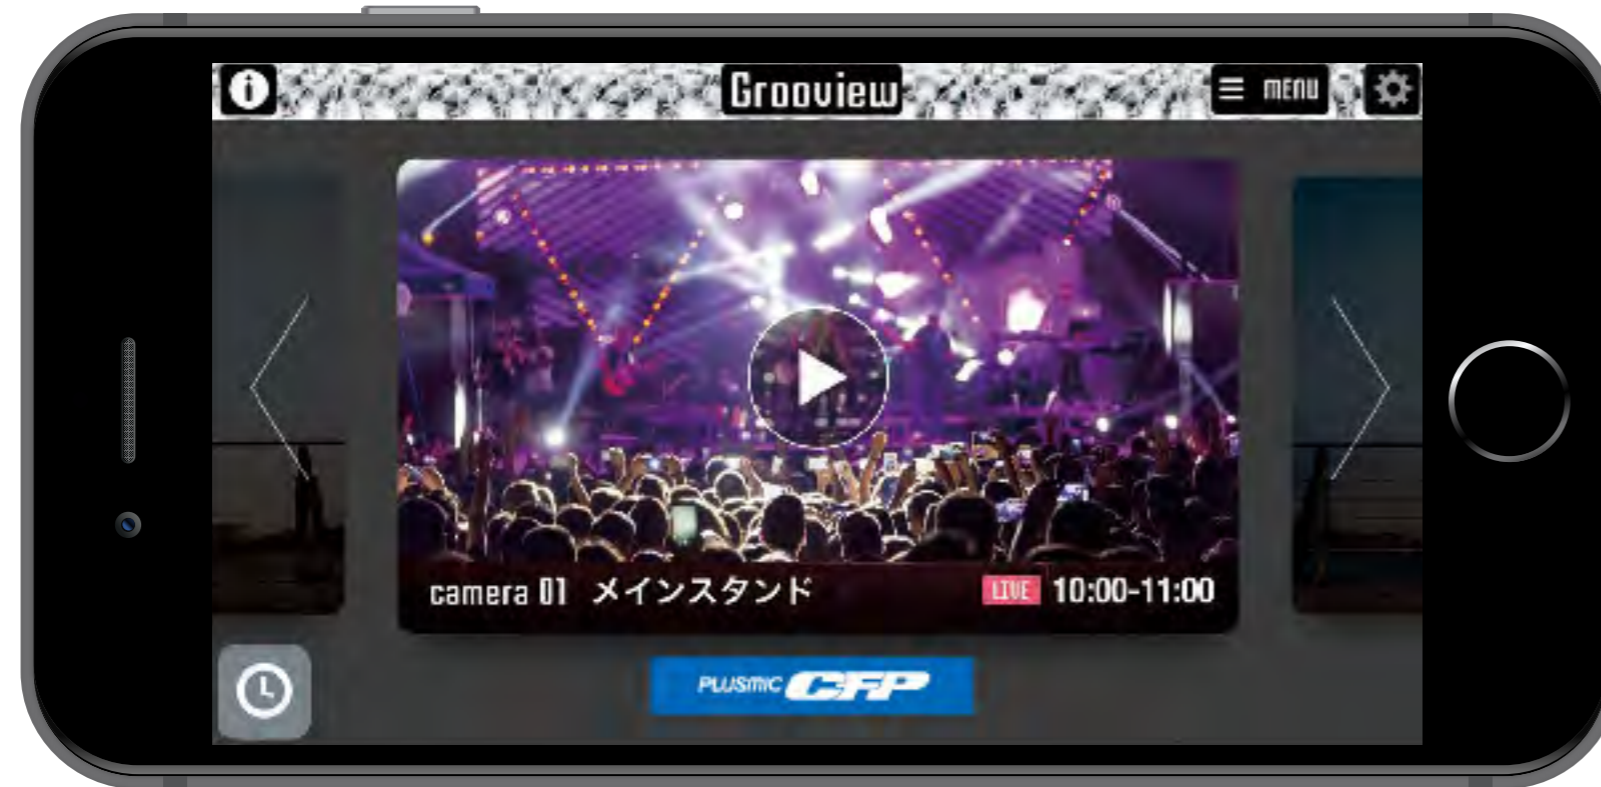 Grooview
MENU
camera 01 メインスタンド
LIVE 10:00-11:00
PLUSMIC CFP